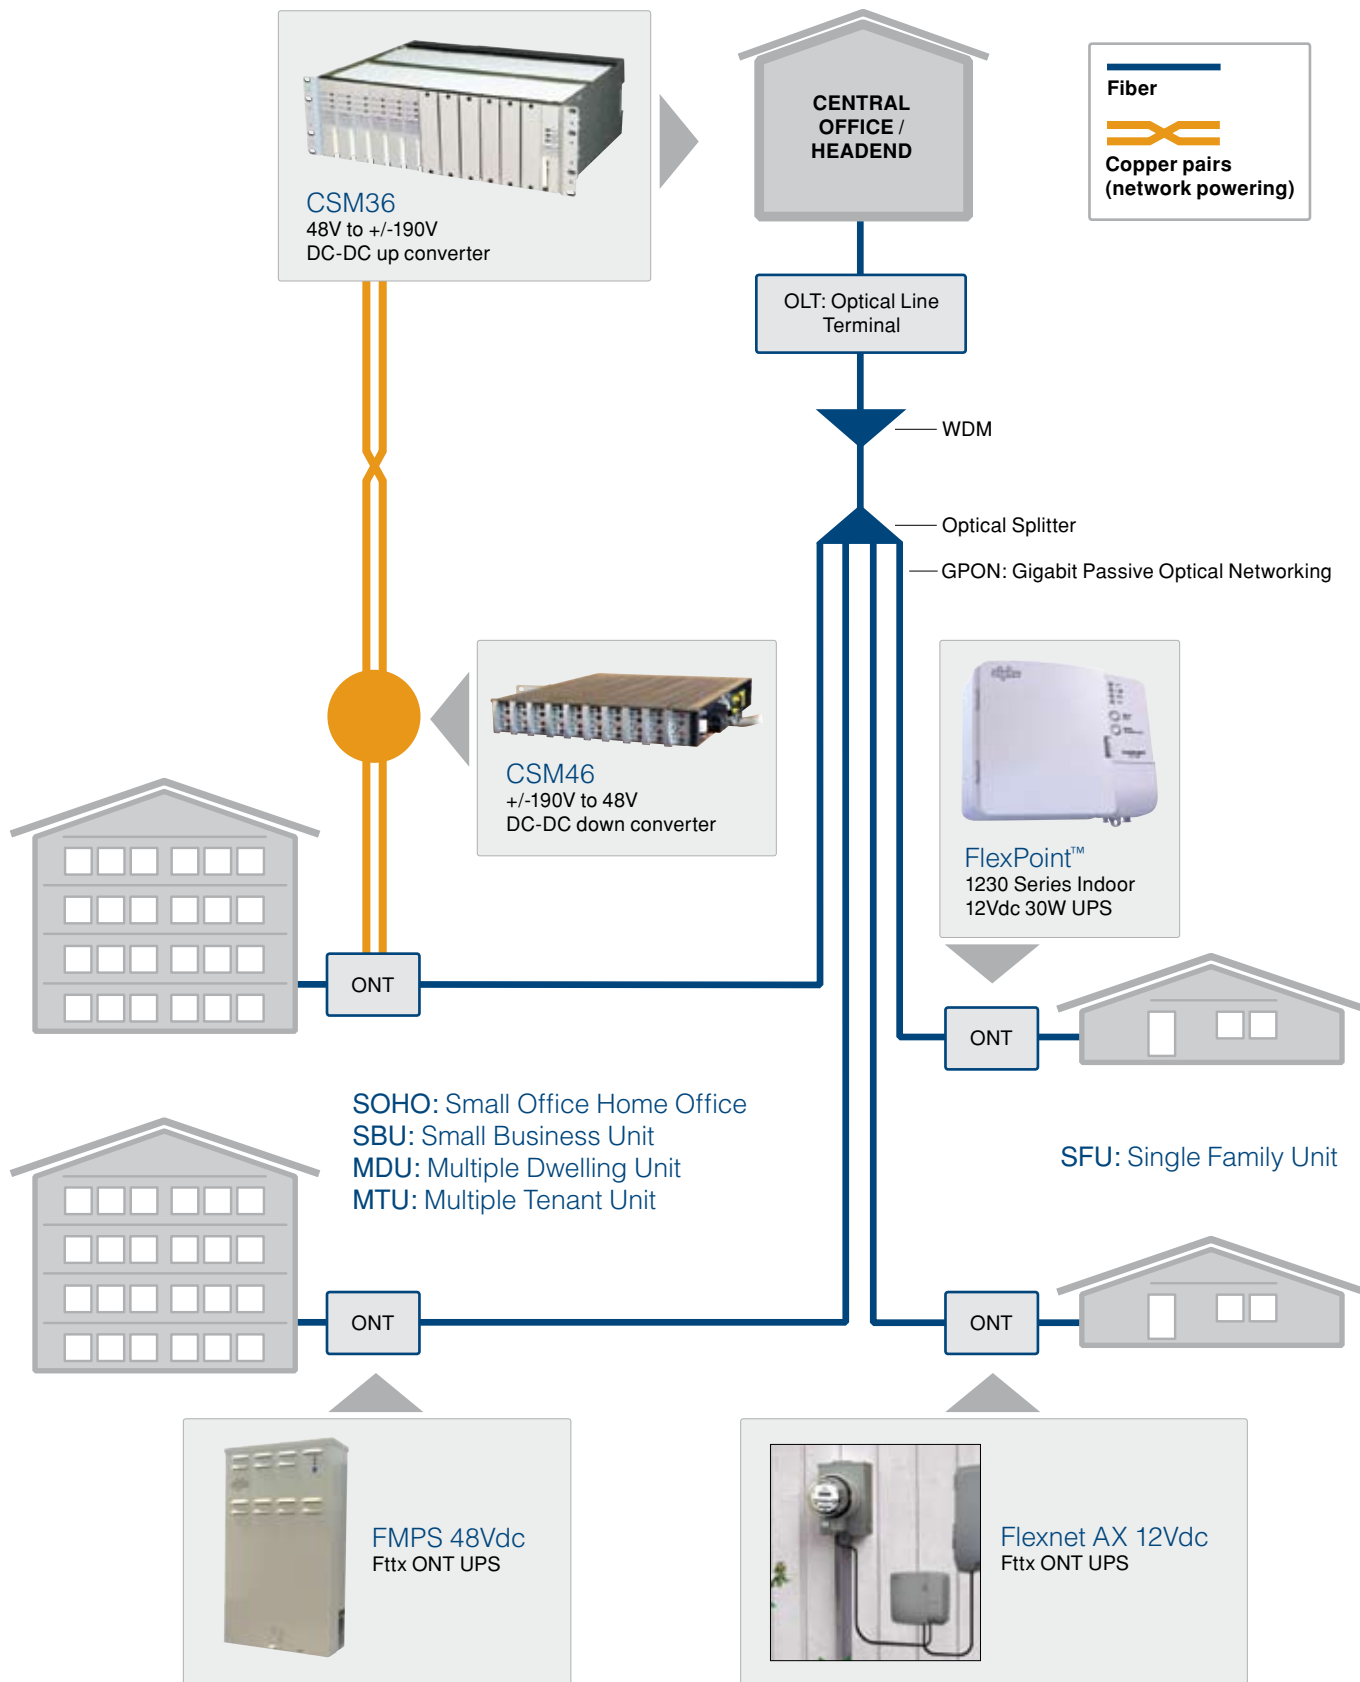 CENTRAL
OFFICE /
HEADEND
Fiber
Copper pairs
(network powering)
CSM36
48V to +/-190V
DC-DC up converter
OLT: Optical Line
Terminal
WDM
Optical Splitter
GPON: Gigabit Passive Optical Networking
CSM46
+/-190V to 48V
DC-DC down converter
FlexPoint™
1230 Series Indoor
12Vdc 30W UPS
ONT
ONT
SOHO: Small Office Home Office
SBU: Small Business Unit
MDU: Multiple Dwelling Unit
MTU: Multiple Tenant Unit
SFU: Single Family Unit
ONT
ONT
FMPS 48Vdc
Fttx ONT UPS
Flexnet AX 12Vdc
Fttx ONT UPS